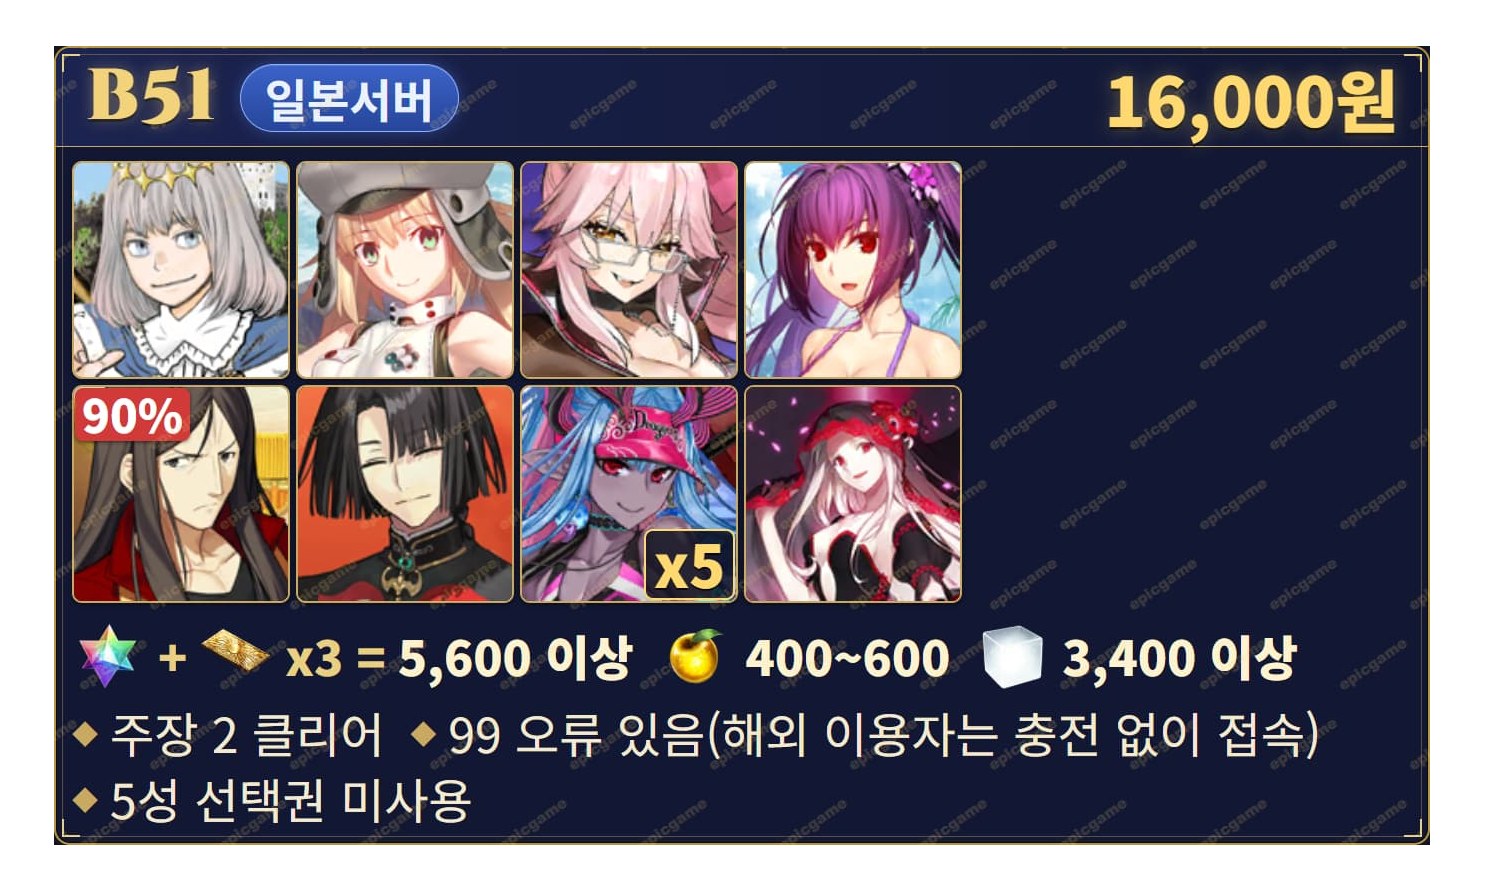 B51 일본서버 16,000원
90%
x5
+ x3 = 5,600 이상 400~600 3,400 이상
◆ 주장 2 클리어 ◆ 99 오류 있음(해외 이용자는 충전 없이 접속)
◆ 5성 선택권 미사용
epicgame